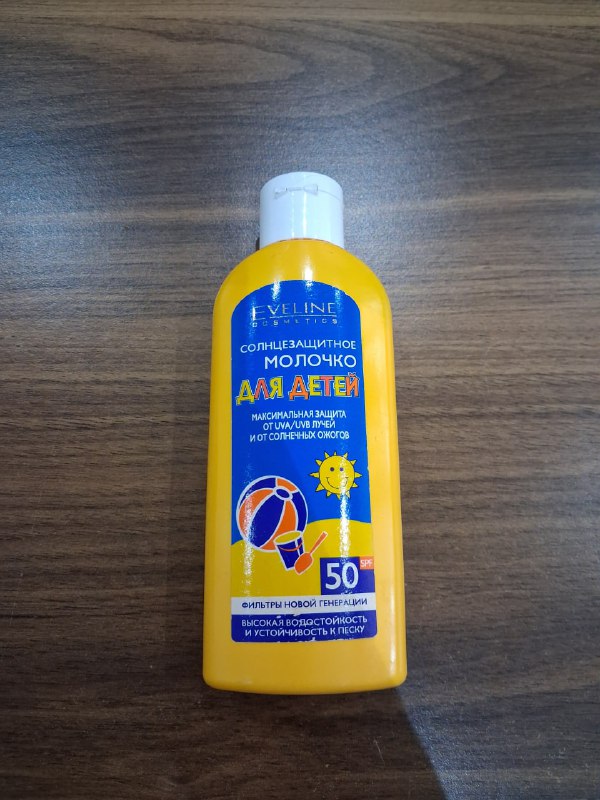 EVELINE
COSMETICS
СОЛНЦЕЗАЩИТНОЕ
МОЛОЧКО
ДЛЯ ДЕТЕЙ
МАКСИМАЛЬНАЯ ЗАЩИТА
ОТ UVA/UVB ЛУЧЕЙ
И ОТ СОЛНЕЧНЫХ ОЖОГОВ
50 SPF
ФИЛЬТРЫ НОВОЙ ГЕНЕРАЦИИ
ВЫСОКАЯ ВОДОСТОЙКОСТЬ
И УСТОЙЧИВОСТЬ К ПЕСКУ